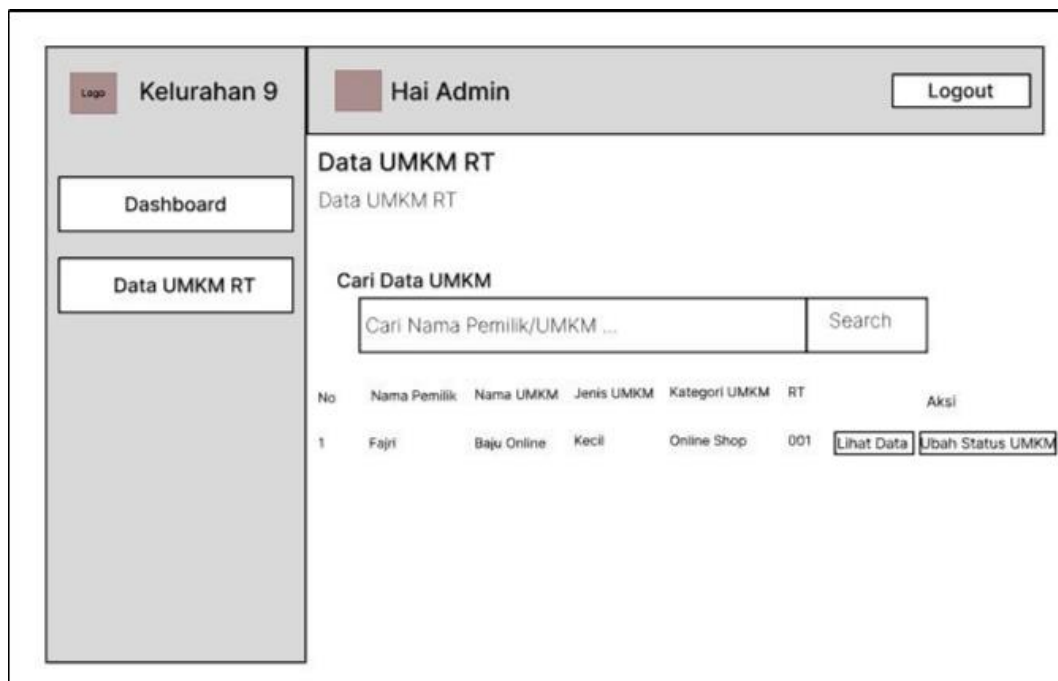 Logo
Kelurahan 9
Hai Admin
Logout
Dashboard
Data UMKM RT
Data UMKM RT
Data UMKM RT
Cari Data UMKM
Cari Nama Pemilik/UMKM ...
Search
No Nama Pemilik Nama UMKM Jenis UMKM Kategori UMKM RT Aksi
1 Fajri Baju Online Kecil Online Shop 001 Lihat Data Ubah Status UMKM